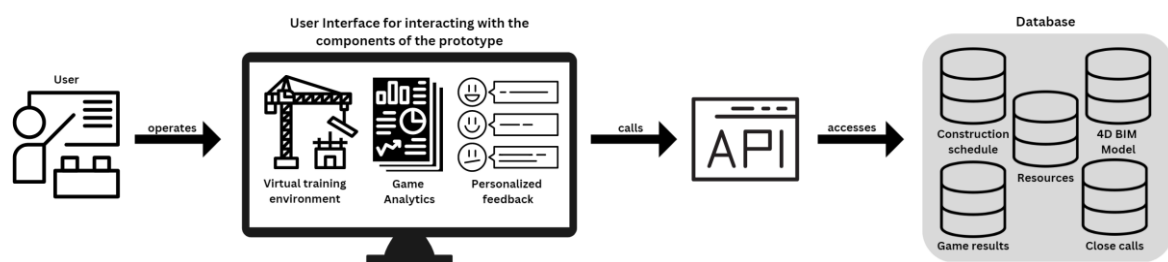 User
operates
User Interface for interacting with the
components of the prototype
Virtual training
environment
Game
Analytics
Personalized
feedback
calls
API
accesses
Database
Construction
schedule
4D BIM
Model
Resources
Game results
Close calls